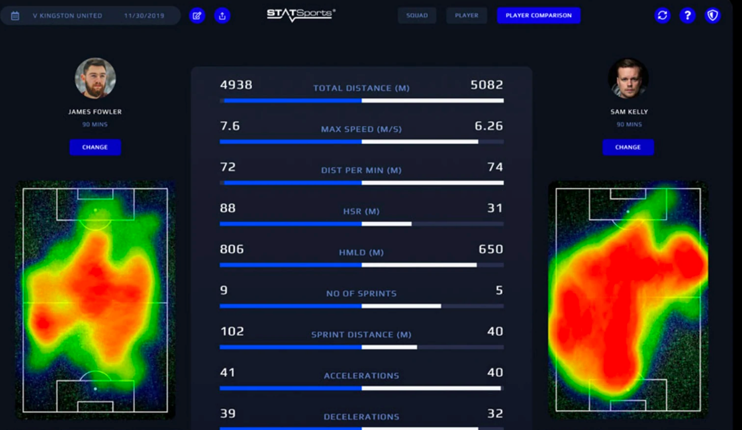 V KINGSTON UNITED 11/30/2019
STATSports
SQUAD PLAYER PLAYER COMPARISON
?
JAMES FOWLER
90 MINS
CHANGE
4938 TOTAL DISTANCE (M) 5082
7.6 MAX SPEED (M/S) 6.26
72 DIST PER MIN (M) 74
88 HSR (M) 31
806 HMLD (M) 650
9 NO OF SPRINTS 5
102 SPRINT DISTANCE (M) 40
41 ACCELERATIONS 40
39 DECELERATIONS 32
SAM KELLY
90 MINS
CHANGE